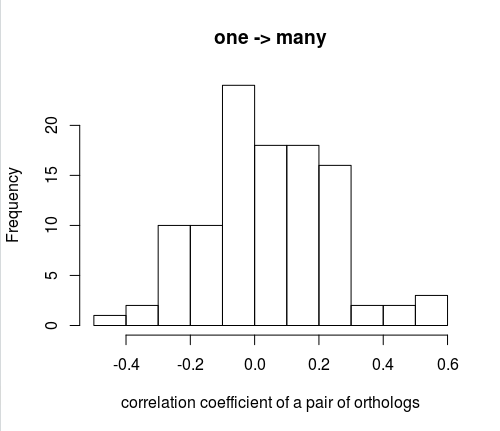 one -> many
Frequency
20
15
10
5
0
-0.4 -0.2 0.0 0.2 0.4 0.6
correlation coefficient of a pair of orthologs